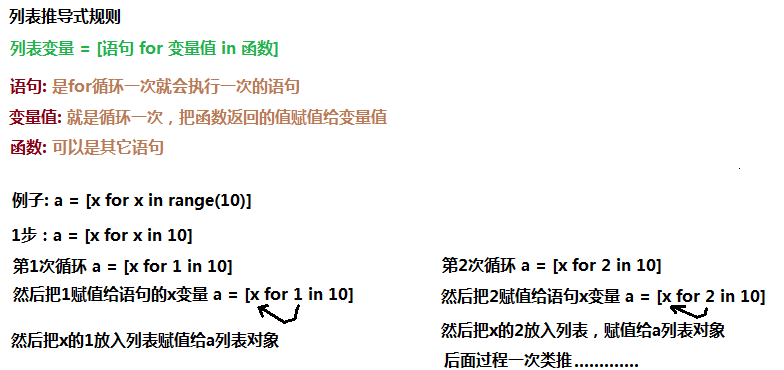 列表推导式规则
列表变量 = [语句 for 变量值 in 函数]
语句: 是for循环一次就会执行一次的语句
变量值: 就是循环一次，把函数返回的值赋值给变量值
函数: 可以是其它语句
例子: a = [x for x in range(10)]
1步 : a = [x for x in 10]
第1次循环 a = [x for 1 in 10]
然后把1赋值给语句的x变量 a = [x for 1 in 10]
然后把x的1放入列表赋值给a列表对象
第2次循环 a = [x for 2 in 10]
然后把2赋值给语句x变量 a = [x for 2 in 10]
然后把x的2放入列表，赋值给a列表对象
后面过程一次类推.............